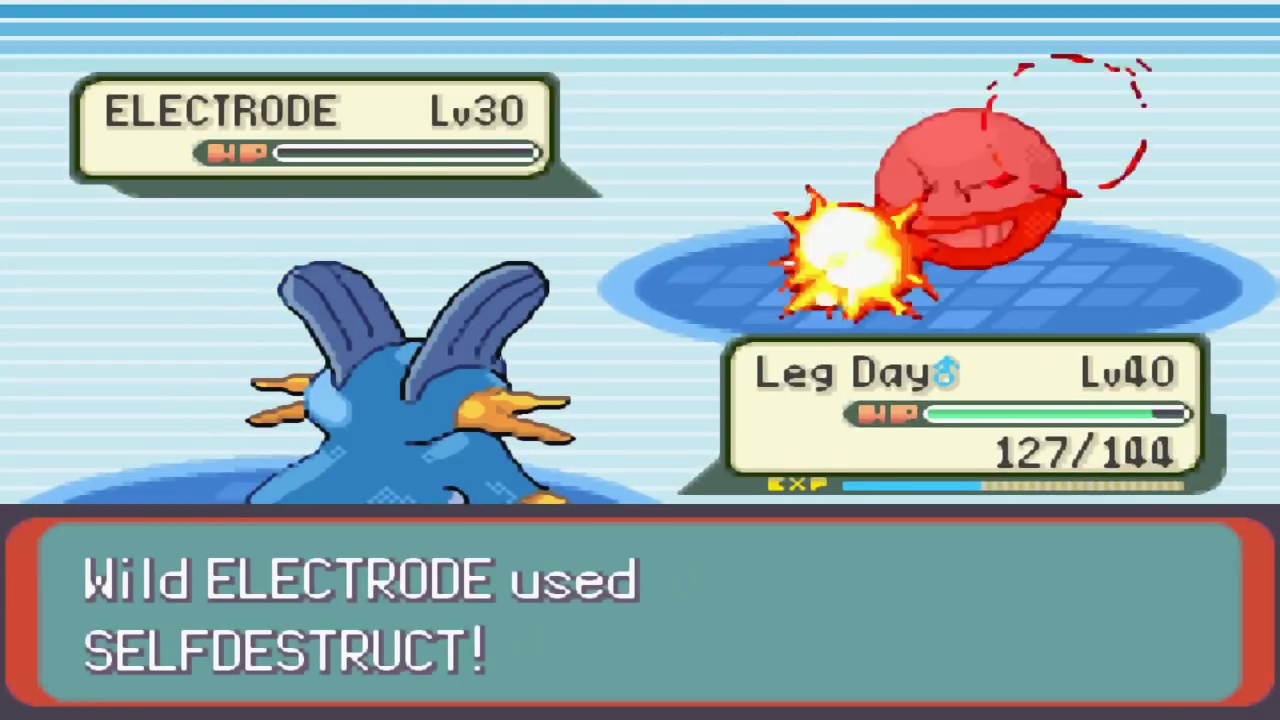 ELECTRODE Lv30
HP
Leg Day♂ Lv40
HP
127/144
EXP
Wild ELECTRODE used
SELFDESTRUCT!